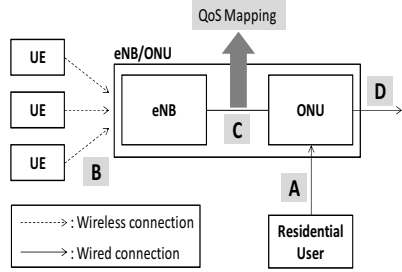 QoS Mapping
eNB/ONU
UE
UE
UE
eNB
ONU
A
B
C
D
Residential
User
: Wireless connection
: Wired connection